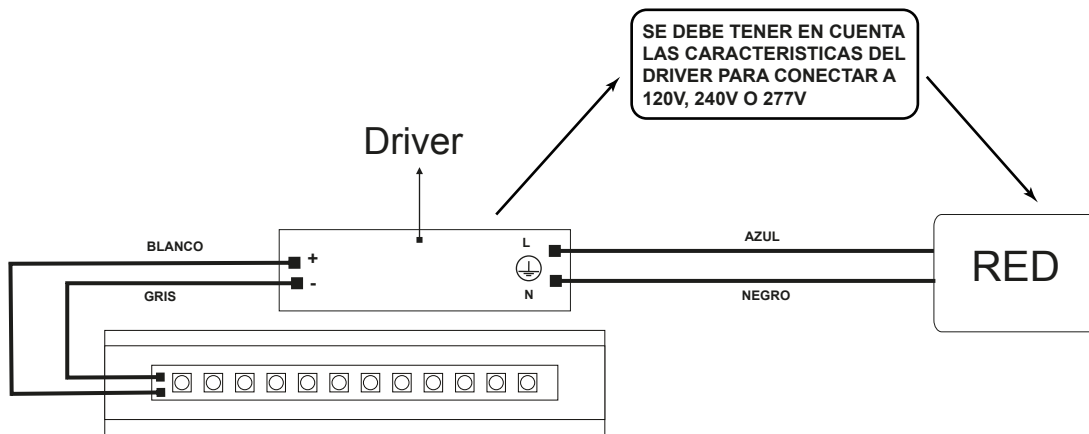 SE DEBE TENER EN CUENTA
LAS CARACTERISTICAS DEL
DRIVER PARA CONECTAR A
120V, 240V O 277V
Driver
BLANCO
+
-
GRIS
L
N
AZUL
NEGRO
RED